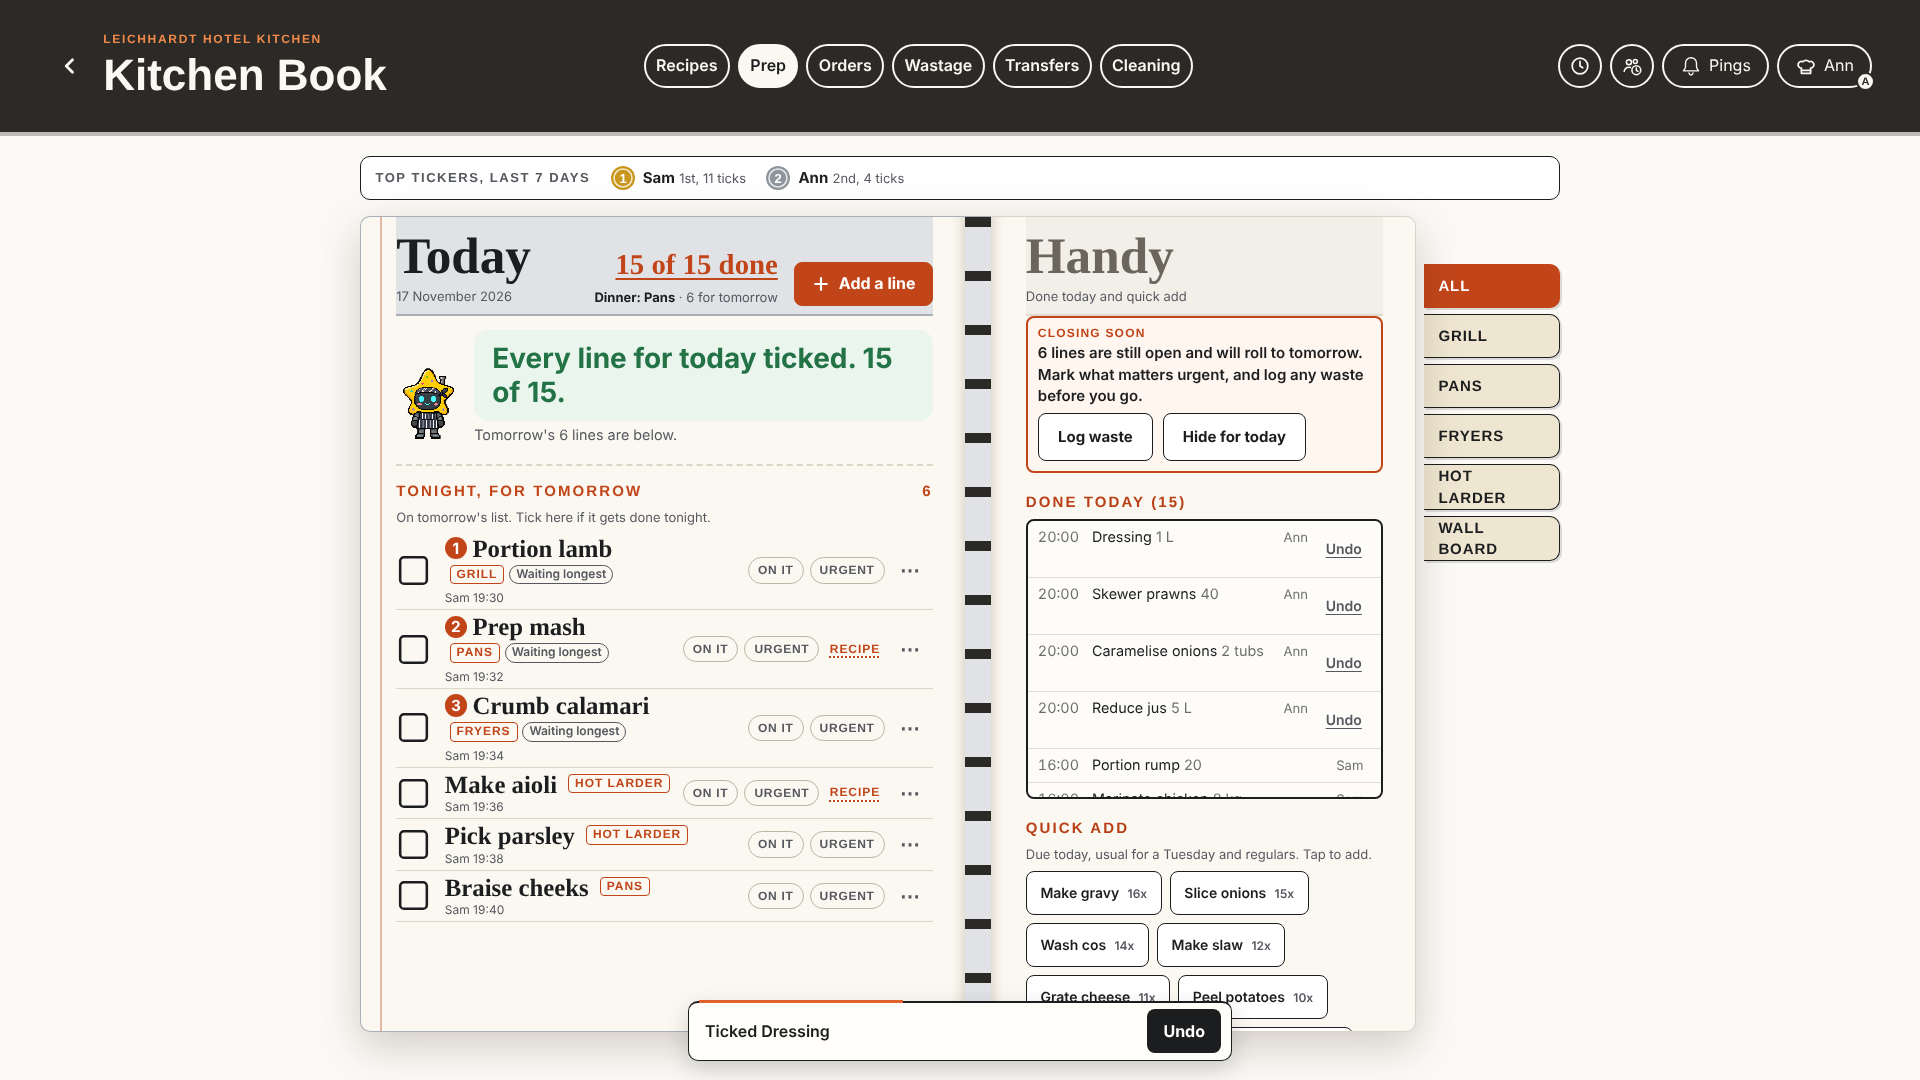 LEICHHARDT HOTEL KITCHEN
Kitchen Book
Recipes
Prep
Orders
Wastage
Transfers
Cleaning
Pings
Ann
A
TOP TICKERS, LAST 7 DAYS
1 Sam 1st, 11 ticks
2 Ann 2nd, 4 ticks
Today
17 November 2026
15 of 15 done
Dinner: Pans · 6 for tomorrow
+ Add a line
Every line for today ticked. 15
of 15.
Tomorrow's 6 lines are below.
TONIGHT, FOR TOMORROW 6
On tomorrow's list. Tick here if it gets done tonight.
1 Portion lamb
GRILL Waiting longest
Sam 19:30
ON IT URGENT ...
2 Prep mash
PANS Waiting longest
Sam 19:32
ON IT URGENT RECIPE ...
3 Crumb calamari
FRYERS Waiting longest
Sam 19:34
ON IT URGENT ...
Make aioli HOT LARDER
Sam 19:36
ON IT URGENT RECIPE ...
Pick parsley HOT LARDER
Sam 19:38
ON IT URGENT ...
Braise cheeks PANS
Sam 19:40
ON IT URGENT ...
Handy
Done today and quick add
CLOSING SOON
6 lines are still open and will roll to tomorrow.
Mark what matters urgent, and log any waste
before you go.
Log waste
Hide for today
DONE TODAY (15)
20:00 Dressing 1 L Ann Undo
20:00 Skewer prawns 40 Ann Undo
20:00 Caramelise onions 2 tubs Ann Undo
20:00 Reduce jus 5 L Ann Undo
16:00 Portion rump 20 Sam
QUICK ADD
Due today, usual for a Tuesday and regulars. Tap to add.
Make gravy 16x
Slice onions 15x
Wash cos 14x
Make slaw 12x
Grate cheese 11x
Peel potatoes 10x
ALL
GRILL
PANS
FRYERS
HOT
LARDER
WALL
BOARD
Ticked Dressing
Undo